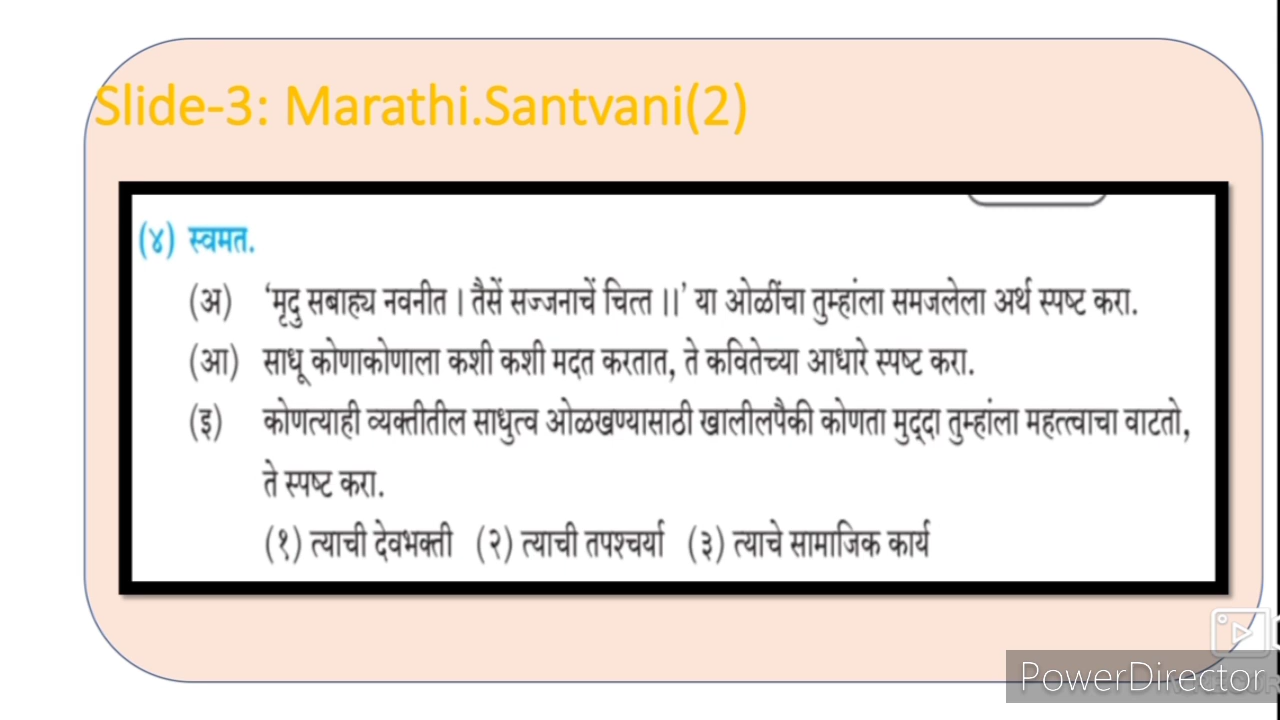 Slide-3: Marathi.Santvani(2)
(४) स्वमत.
(अ) ‘मृदु सबाह्य नवनीत । तैसें सज्जनाचें चित्त ।।’ या ओळींचा तुम्हांला समजलेला अर्थ स्पष्ट करा.
(आ) साधू कोणाकोणाला कशी कशी मदत करतात, ते कवितेच्या आधारे स्पष्ट करा.
(इ) कोणत्याही व्यक्तीतील साधुत्व ओळखण्यासाठी खालीलपैकी कोणता मुद्दा तुम्हांला महत्त्वाचा वाटतो,
ते स्पष्ट करा.
(१) त्याची देवभक्ती (२) त्याची तपश्चर्या (३) त्याचे सामाजिक कार्य
PowerDirector